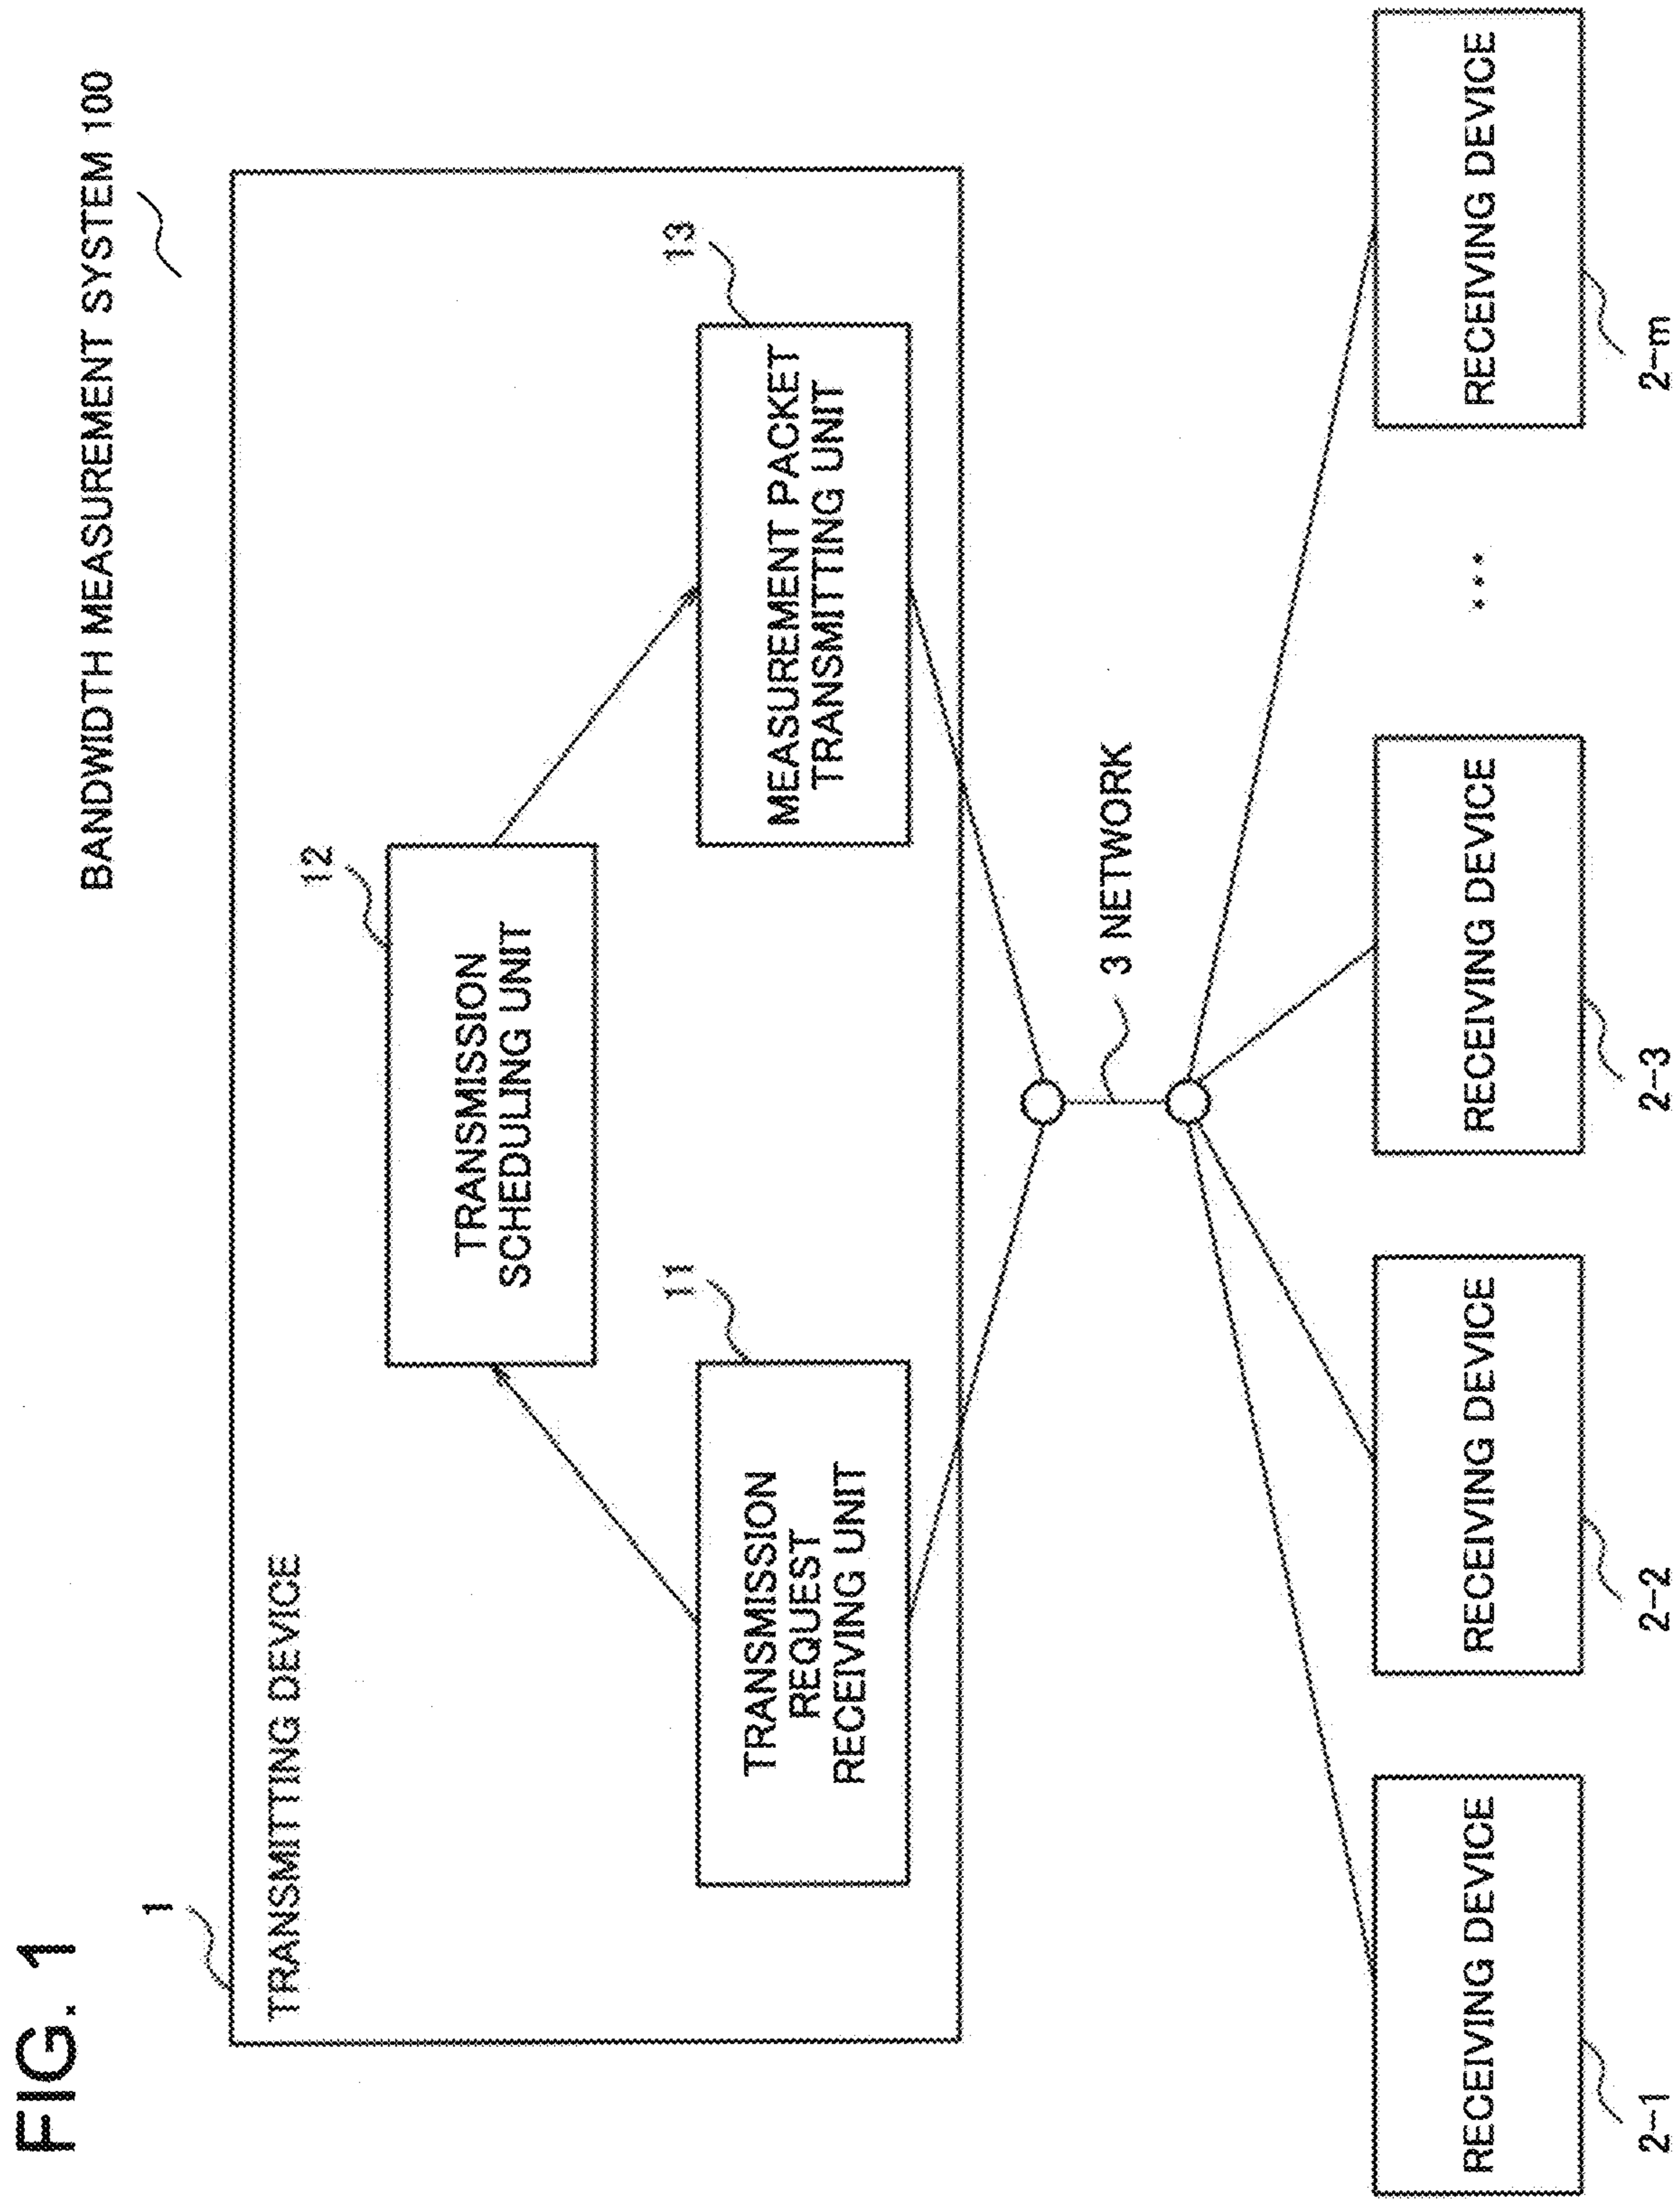 FIG. 1
BANDWIDTH MEASUREMENT SYSTEM 100
1
TRANSMITTING DEVICE
12
TRANSMISSION
SCHEDULING UNIT
11
TRANSMISSION
REQUEST
RECEIVING UNIT
13
MEASUREMENT PACKET
TRANSMITTING UNIT
3 NETWORK
RECEIVING DEVICE
RECEIVING DEVICE
RECEIVING DEVICE
...
RECEIVING DEVICE
2-1
2-2
2-3
2-m